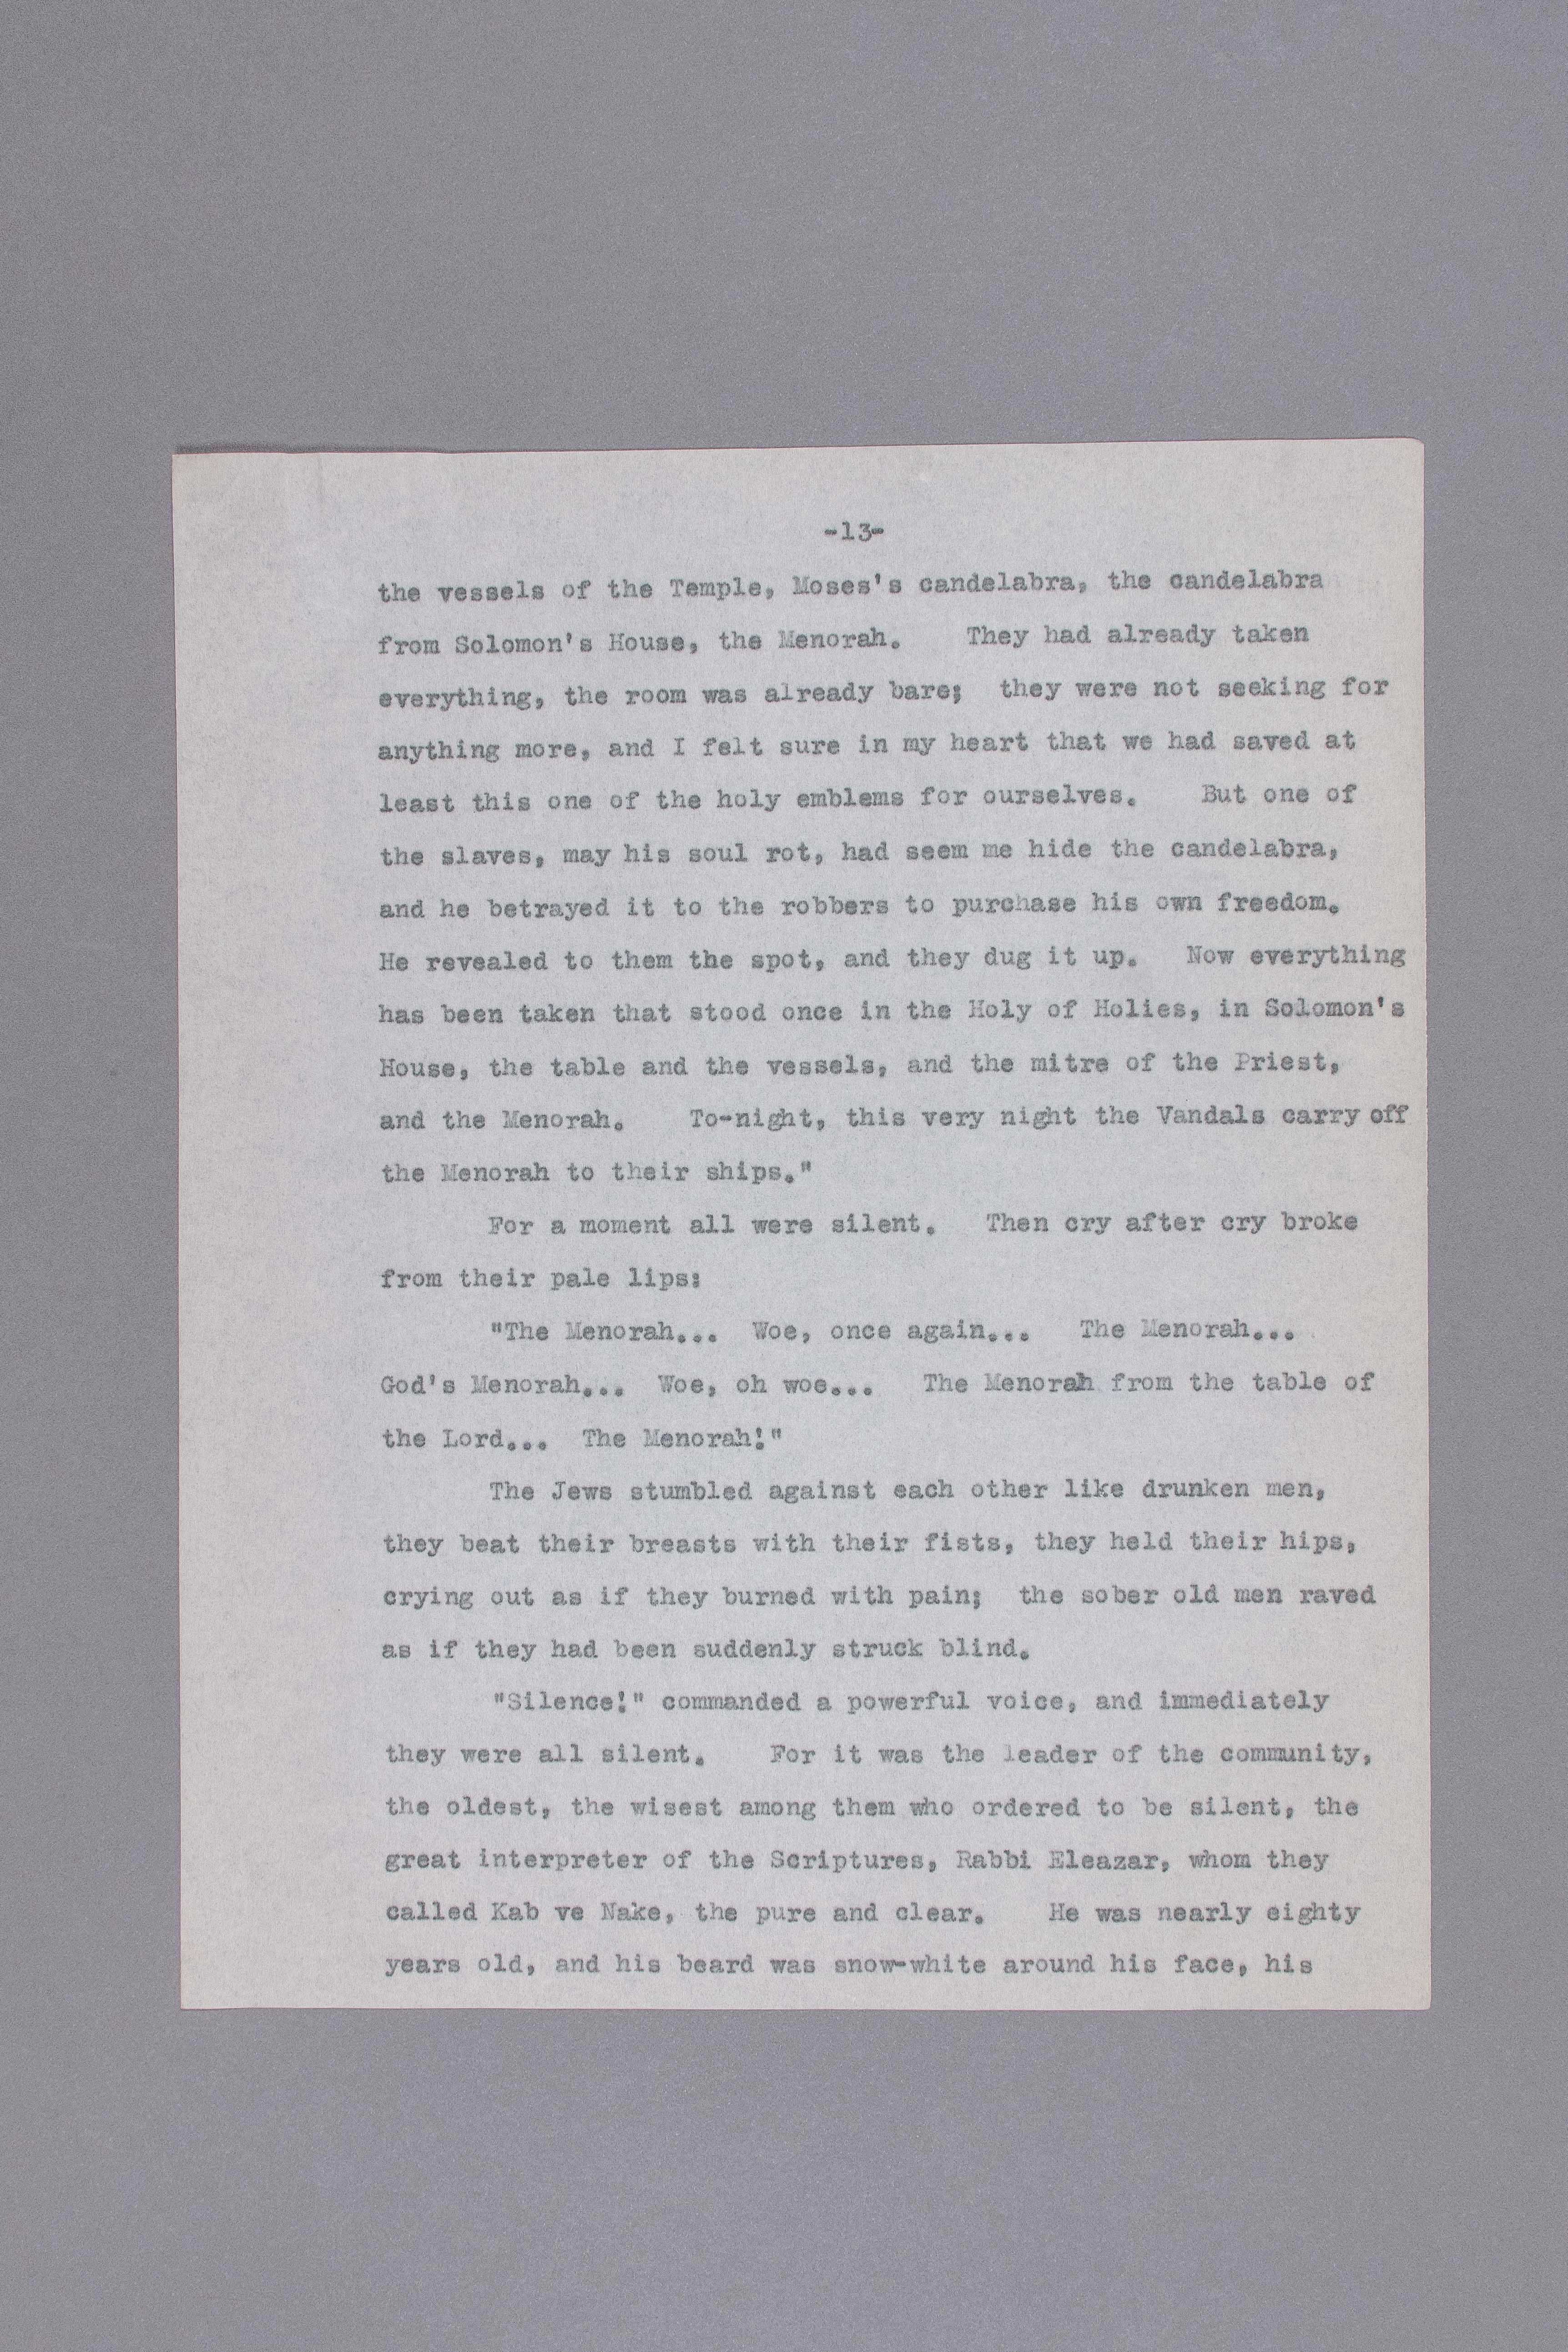 -13-
the vessels of the Temple, Moses's candelabra, the candelabra
from Solomon's House, the Menorah. They had already taken
everything, the room was already bare; they were not seeking for
anything more, and I felt sure in my heart that we had saved at
least this one of the holy emblems for ourselves. But one of
the slaves, may his soul rot, had seem me hide the candelabra,
and he betrayed it to the robbers to purchase his own freedom.
He revealed to them the spot, and they dug it up. Now everything
has been taken that stood once in the Holy of Holies, in Solomon's
House, the table and the vessels, and the mitre of the Priest,
and the Menorah. To-night, this very night the Vandals carry off
the Menorah to their ships."
For a moment all were silent. Then cry after cry broke
from their pale lips:
"The Menorah... Woe, once again... The Menorah...
God's Menorah... Woe, oh woe... The Menorah from the table of
the Lord... The Menorah!"
The Jews stumbled against each other like drunken men,
they beat their breasts with their fists, they held their hips,
crying out as if they burned with pain; the sober old men raved
as if they had been suddenly struck blind.
"Silence!" commanded a powerful voice, and immediately
they were all silent. For it was the leader of the community,
the oldest, the wisest among them who ordered to be silent, the
great interpreter of the Scriptures, Rabbi Eleazar, whom they
called Kab ve Nake, the pure and clear. He was nearly eighty
years old, and his beard was snow-white around his face, his